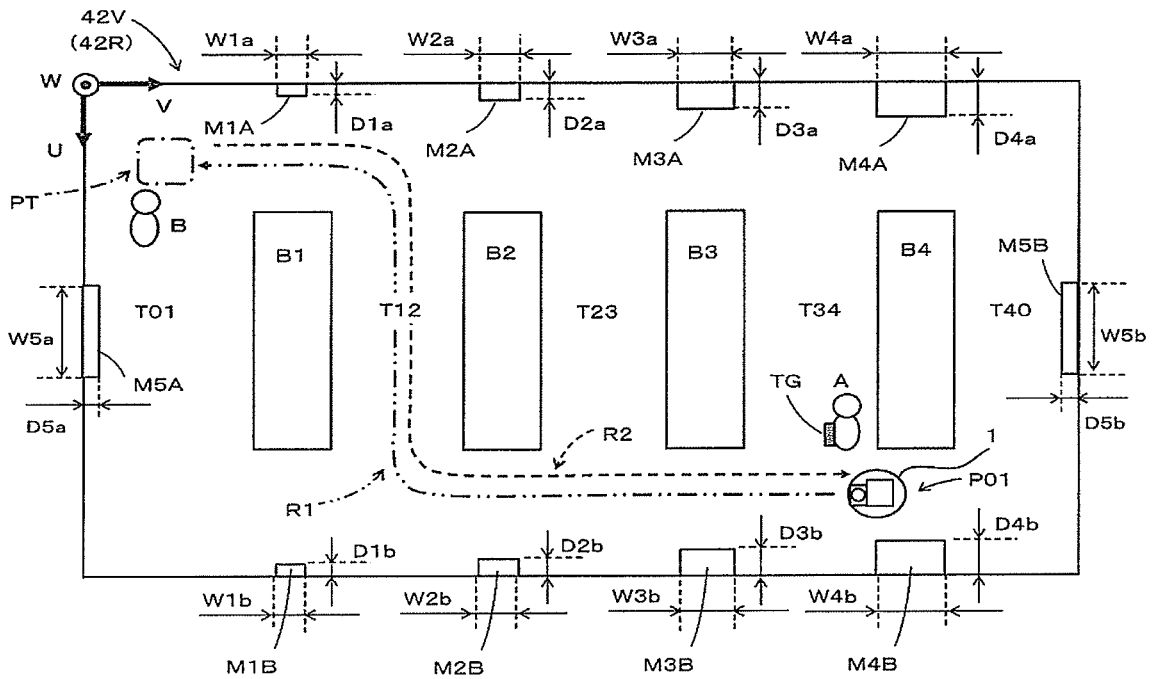 42V
(42R)
W1a
W2a
W3a
W4a
W
V
U
M1A
D1a
M2A
D2a
M3A
D3a
M4A
D4a
PT
B
B1
B2
B3
B4
M5B
T01
T12
T23
T34
T40
W5a
W5b
M5A
TG
A
D5a
D5b
R2
1
P01
R1
D1b
D2b
D3b
D4b
W1b
W2b
W3b
W4b
M1B
M2B
M3B
M4B